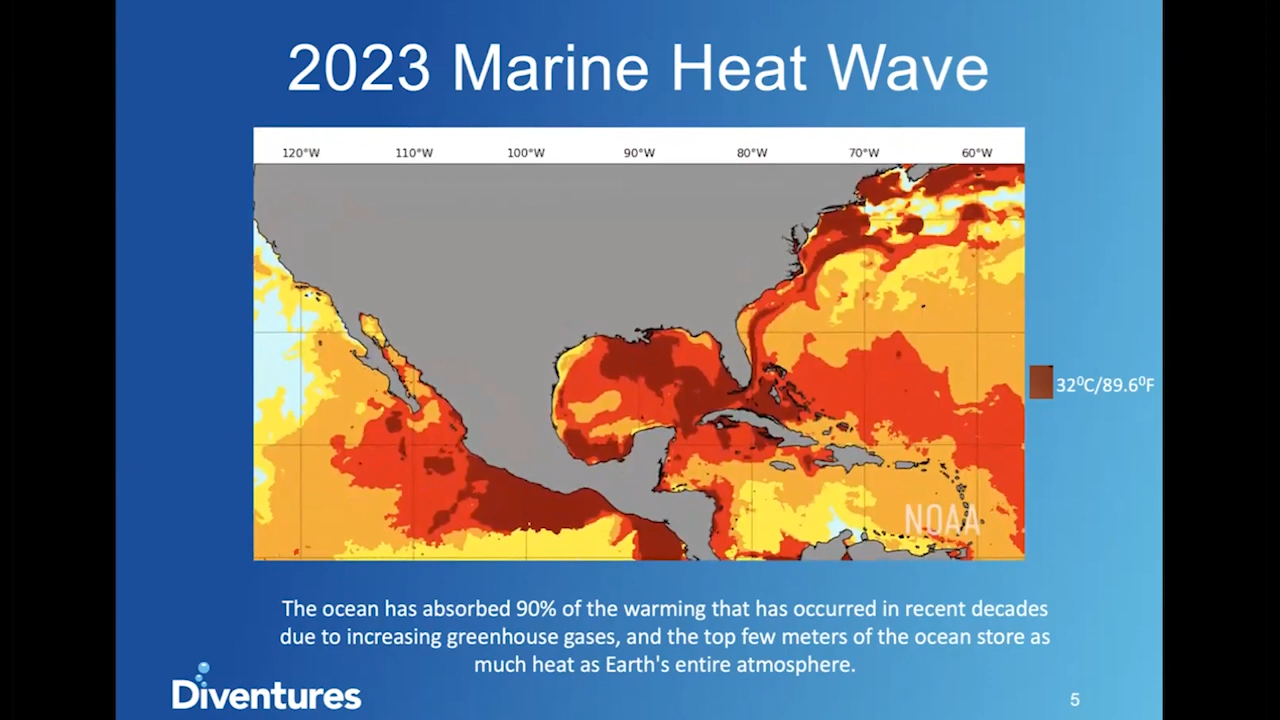 2023 Marine Heat Wave
120°W 110°W 100°W 90°W 80°W 70°W 60°W
32⁰C/89.6⁰F
NOAA
The ocean has absorbed 90% of the warming that has occurred in recent decades
due to increasing greenhouse gases, and the top few meters of the ocean store as
much heat as Earth's entire atmosphere.
Diventures
5